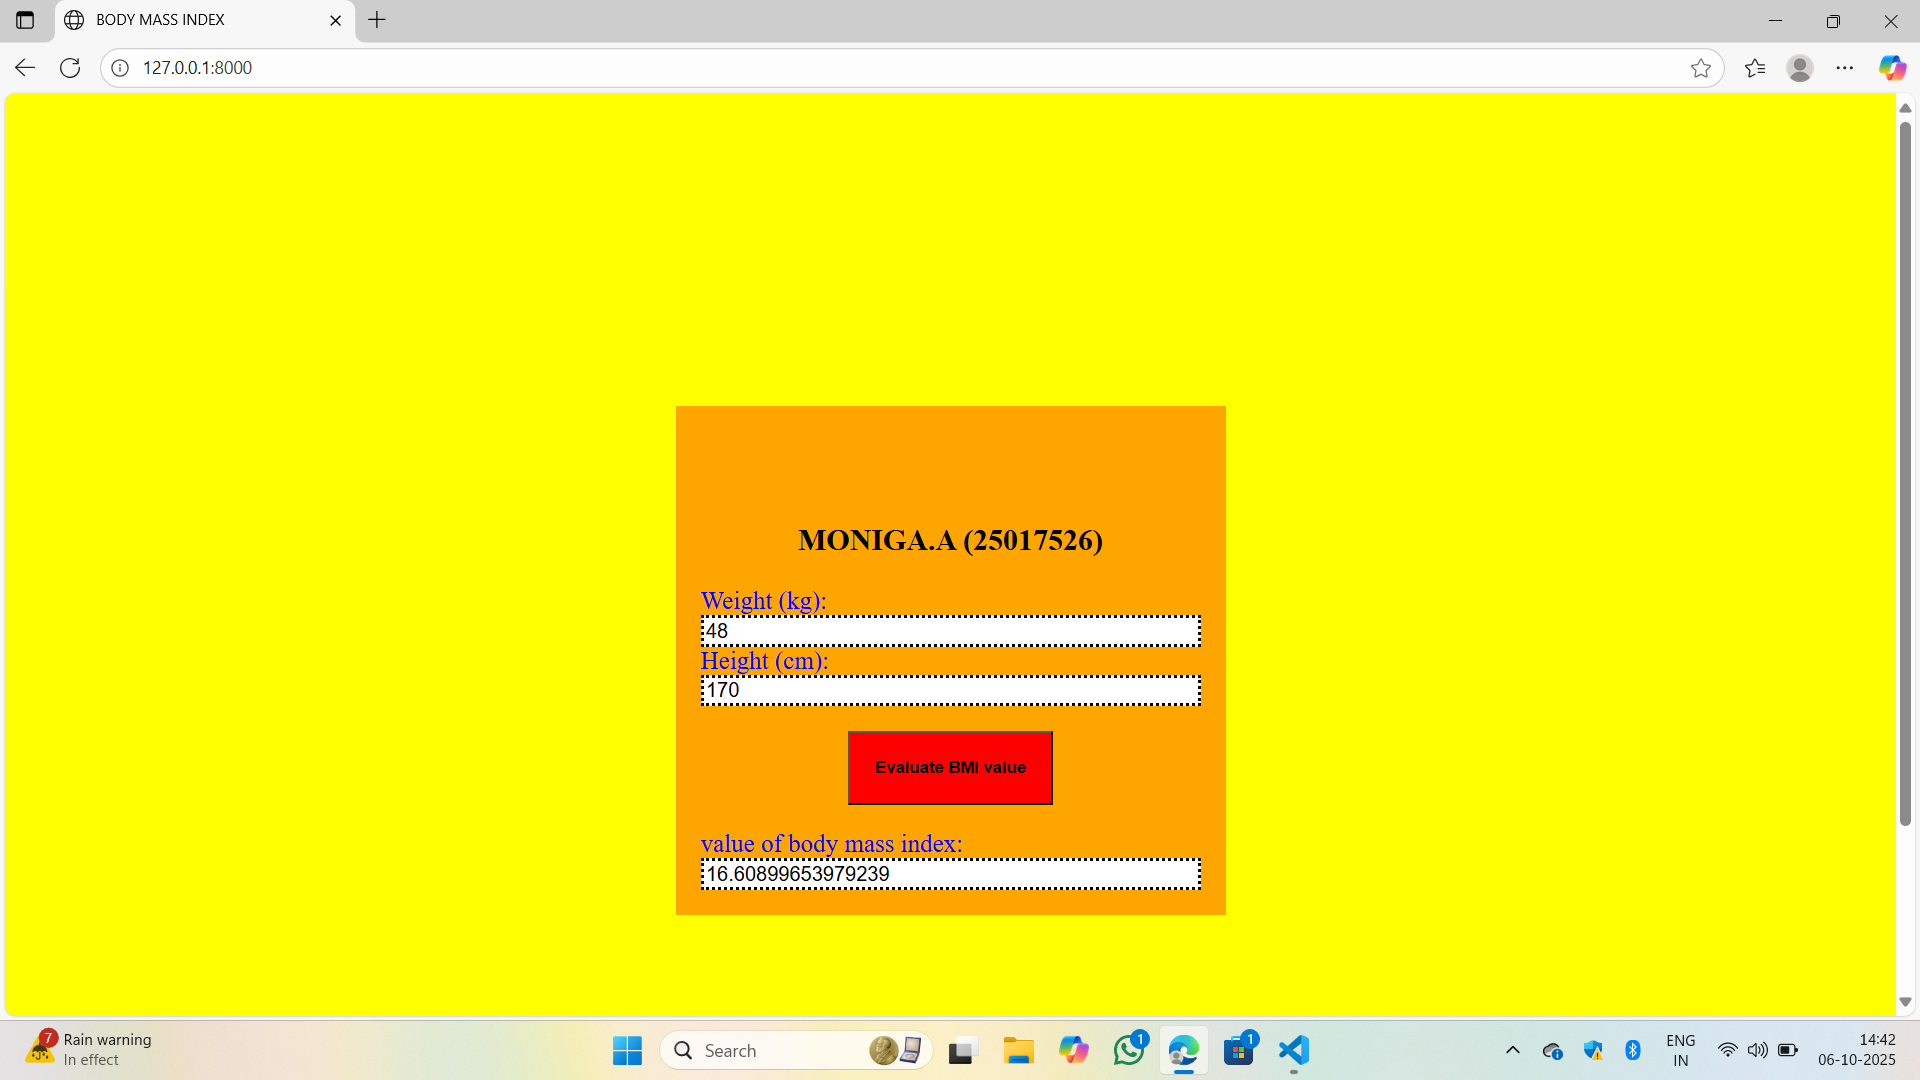 BODY MASS INDEX
127.0.0.1:8000
MONIGA.A (25017526)
Weight (kg):
48
Height (cm):
170
Evaluate BMI value
value of body mass index:
16.60899653979239
7
Rain warning
In effect
Search
1
1
ENG
IN
14:42
06-10-2025